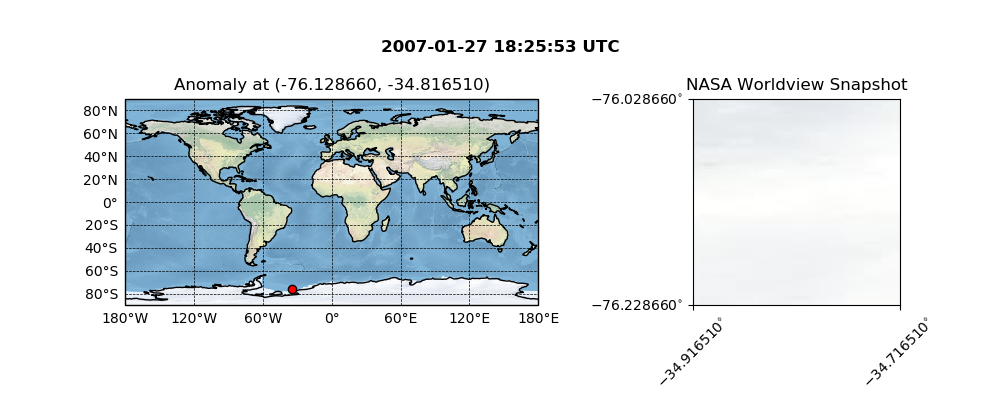 2007-01-27 18:25:53 UTC
Anomaly at (-76.128660, -34.816510)
NASA Worldview Snapshot
80°N
60°N
40°N
20°N
0°
20°S
40°S
60°S
80°S
180°W 120°W 60°W 0° 60°E 120°E 180°E
−76.028660°
−76.228660°
−34.916510°
−34.716510°